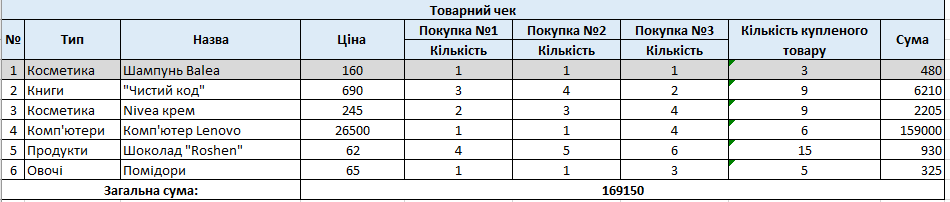 Товарний чек
№ Тип Назва Ціна Покупка №1 Покупка №2 Покупка №3 Кількість купленого товару Сума
Кількість Кількість Кількість
1 Косметика Шампунь Balea 160 1 1 1 3 480
2 Книги "Чистий код" 690 3 4 2 9 6210
3 Косметика Nivea крем 245 2 3 4 9 2205
4 Комп'ютери Комп'ютер Lenovo 26500 1 1 4 6 159000
5 Продукти Шоколад "Roshen" 62 4 5 6 15 930
6 Овочі Помідори 65 1 1 3 5 325
Загальна сума: 169150